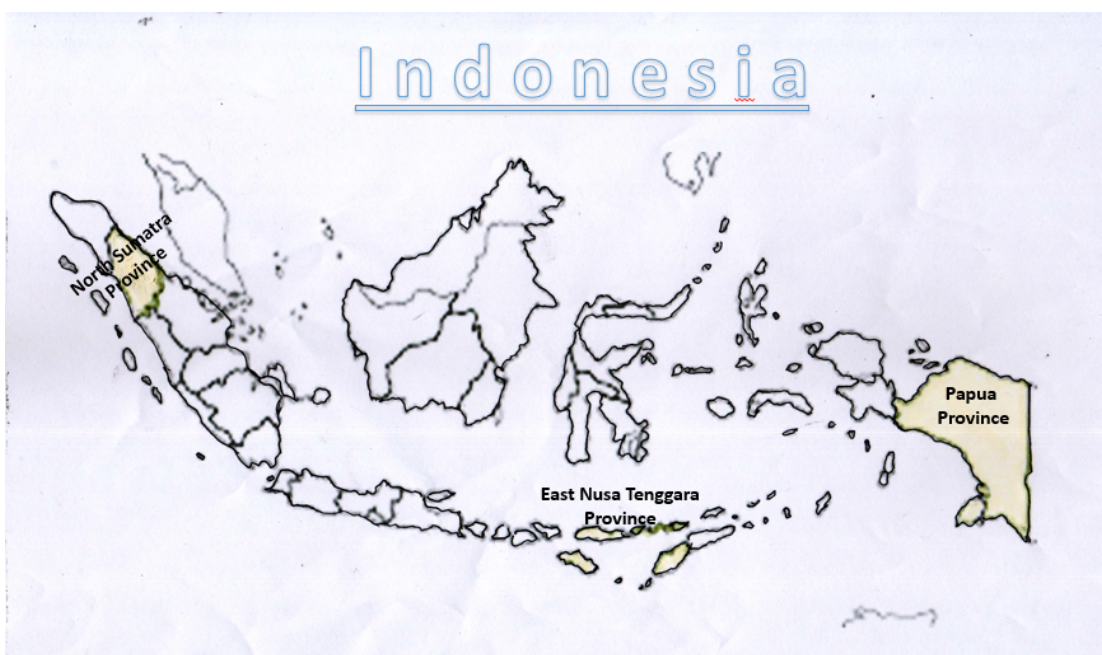 Indonesia
North Sumatra
Province
Papua
Province
East Nusa Tenggara
Province